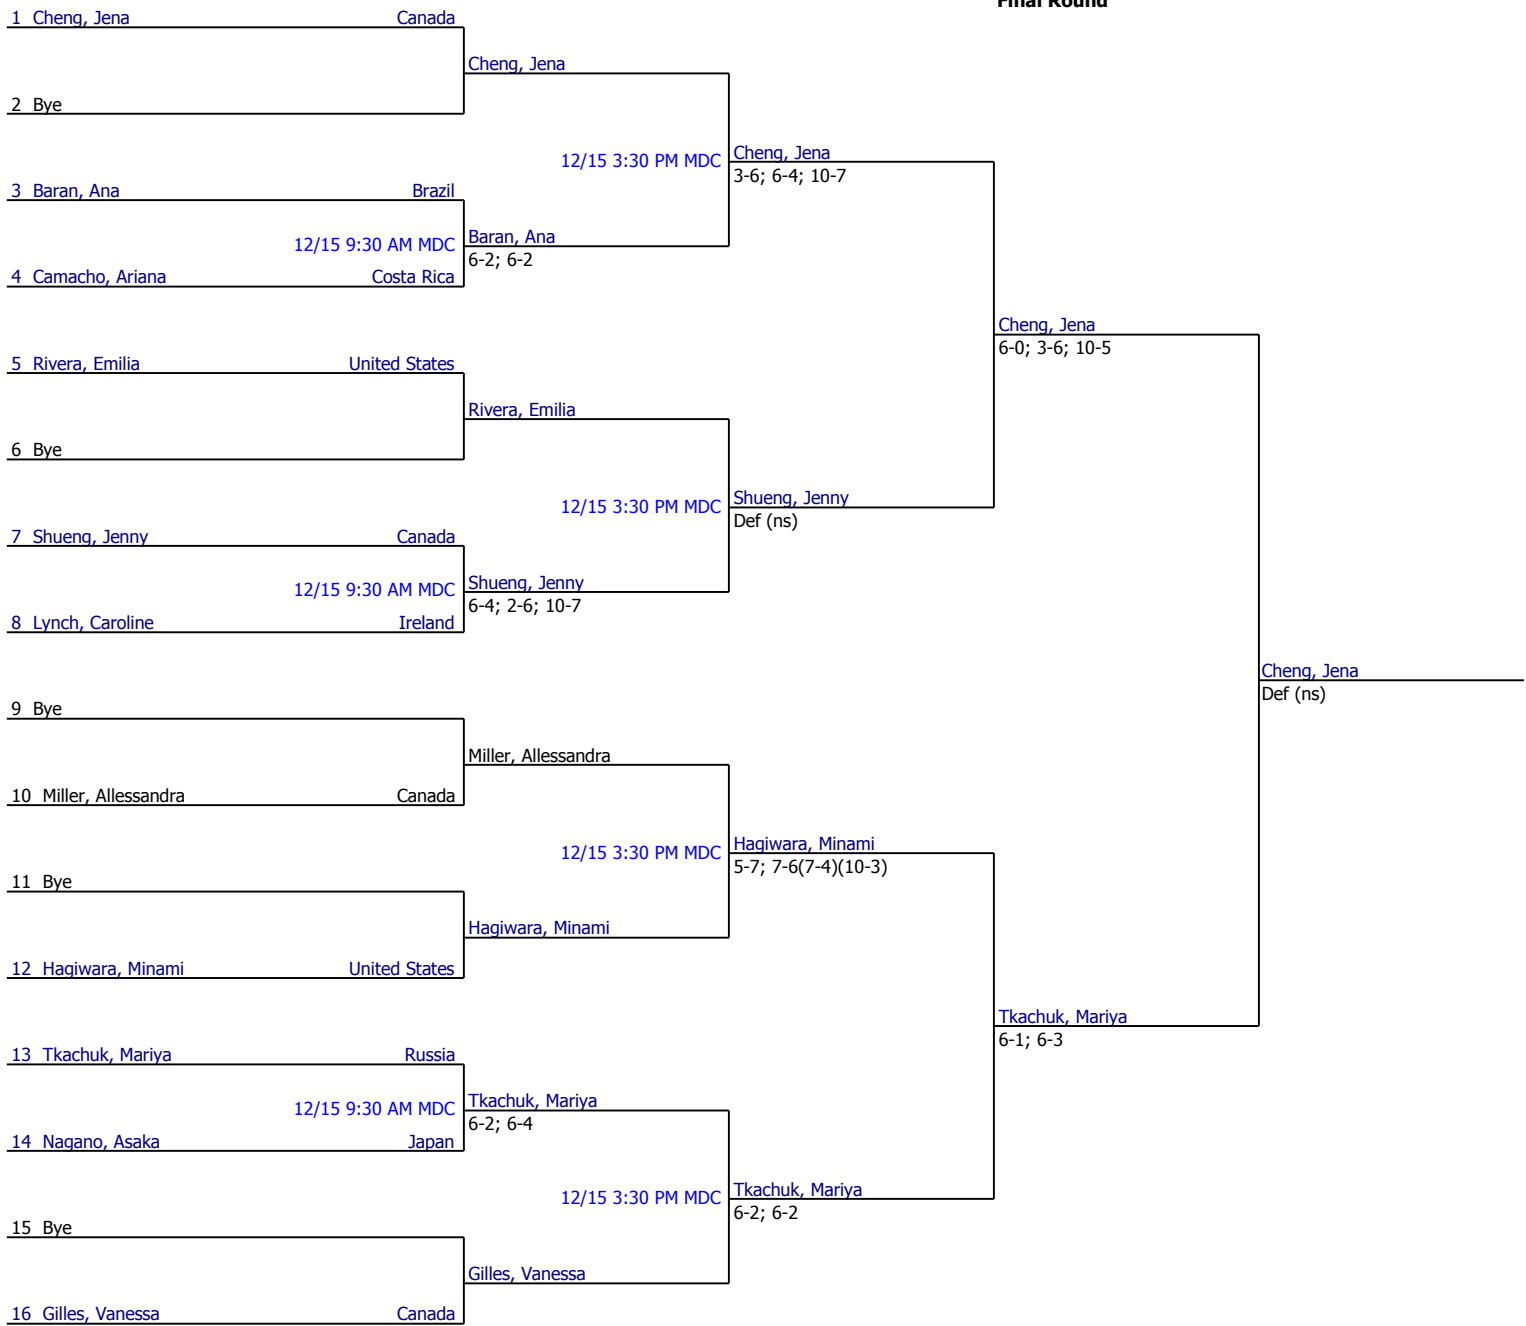 Final Round
1 Cheng, Jena Canada
Cheng, Jena
2 Bye
12/15 3:30 PM MDC Cheng, Jena
3-6; 6-4; 10-7
3 Baran, Ana Brazil
12/15 9:30 AM MDC Baran, Ana
6-2; 6-2
4 Camacho, Ariana Costa Rica
Cheng, Jena
6-0; 3-6; 10-5
5 Rivera, Emilia United States
Rivera, Emilia
6 Bye
12/15 3:30 PM MDC Shueng, Jenny
Def (ns)
7 Shueng, Jenny Canada
12/15 9:30 AM MDC Shueng, Jenny
6-4; 2-6; 10-7
8 Lynch, Caroline Ireland
Cheng, Jena
Def (ns)
9 Bye
Miller, Allessandra
10 Miller, Allessandra Canada
12/15 3:30 PM MDC Hagiwara, Minami
5-7; 7-6(7-4)(10-3)
11 Bye
Hagiwara, Minami
12 Hagiwara, Minami United States
Tkachuk, Mariya
6-1; 6-3
13 Tkachuk, Mariya Russia
12/15 9:30 AM MDC Tkachuk, Mariya
6-2; 6-4
14 Nagano, Asaka Japan
12/15 3:30 PM MDC Tkachuk, Mariya
6-2; 6-2
15 Bye
Gilles, Vanessa
16 Gilles, Vanessa Canada